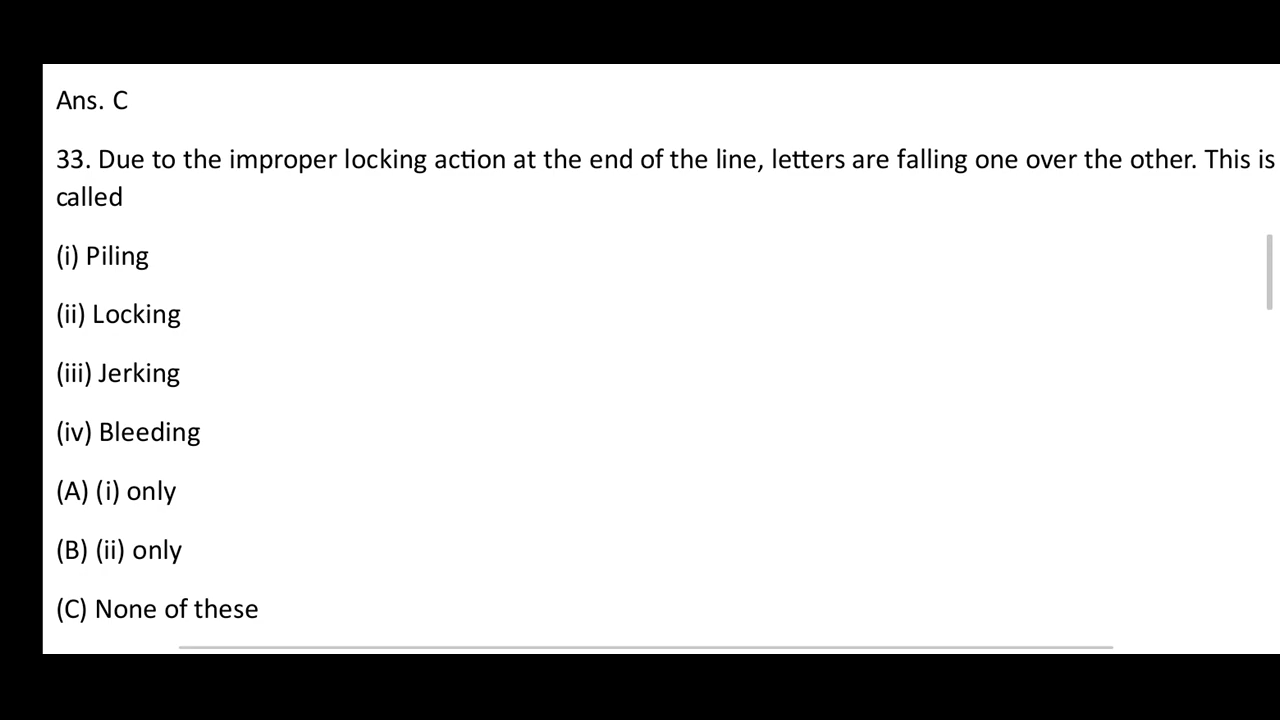 Ans. C
33. Due to the improper locking action at the end of the line, letters are falling one over the other. This is
called
(i) Piling
(ii) Locking
(iii) Jerking
(iv) Bleeding
(A) (i) only
(B) (ii) only
(C) None of these